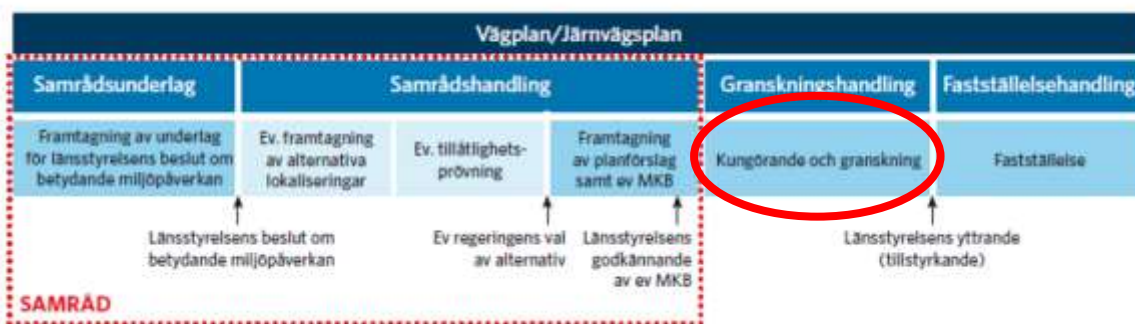 Vägplan/Järnvägsplan
Samrådsunderlag
Samrådshandling
Granskningshandling
Fastställelsehandling
Framtagning av underlag
för länsstyrelsens beslut om
betydande miljöpåverkan
Ev. framtagning
av alternativa
lokaliseringar
Ev. tillåtlighets-
prövning
Framtagning
av planförslag
samt ev MKB
Kungörande och granskning
Fastställelse
Länsstyrelsens beslut om
betydande miljöpåverkan
Ev regeringens val
av alternativ
Länsstyrelsens
godkännande
av ev MKB
Länsstyrelsens yttrande
(tillstyrkande)
SAMRÅD